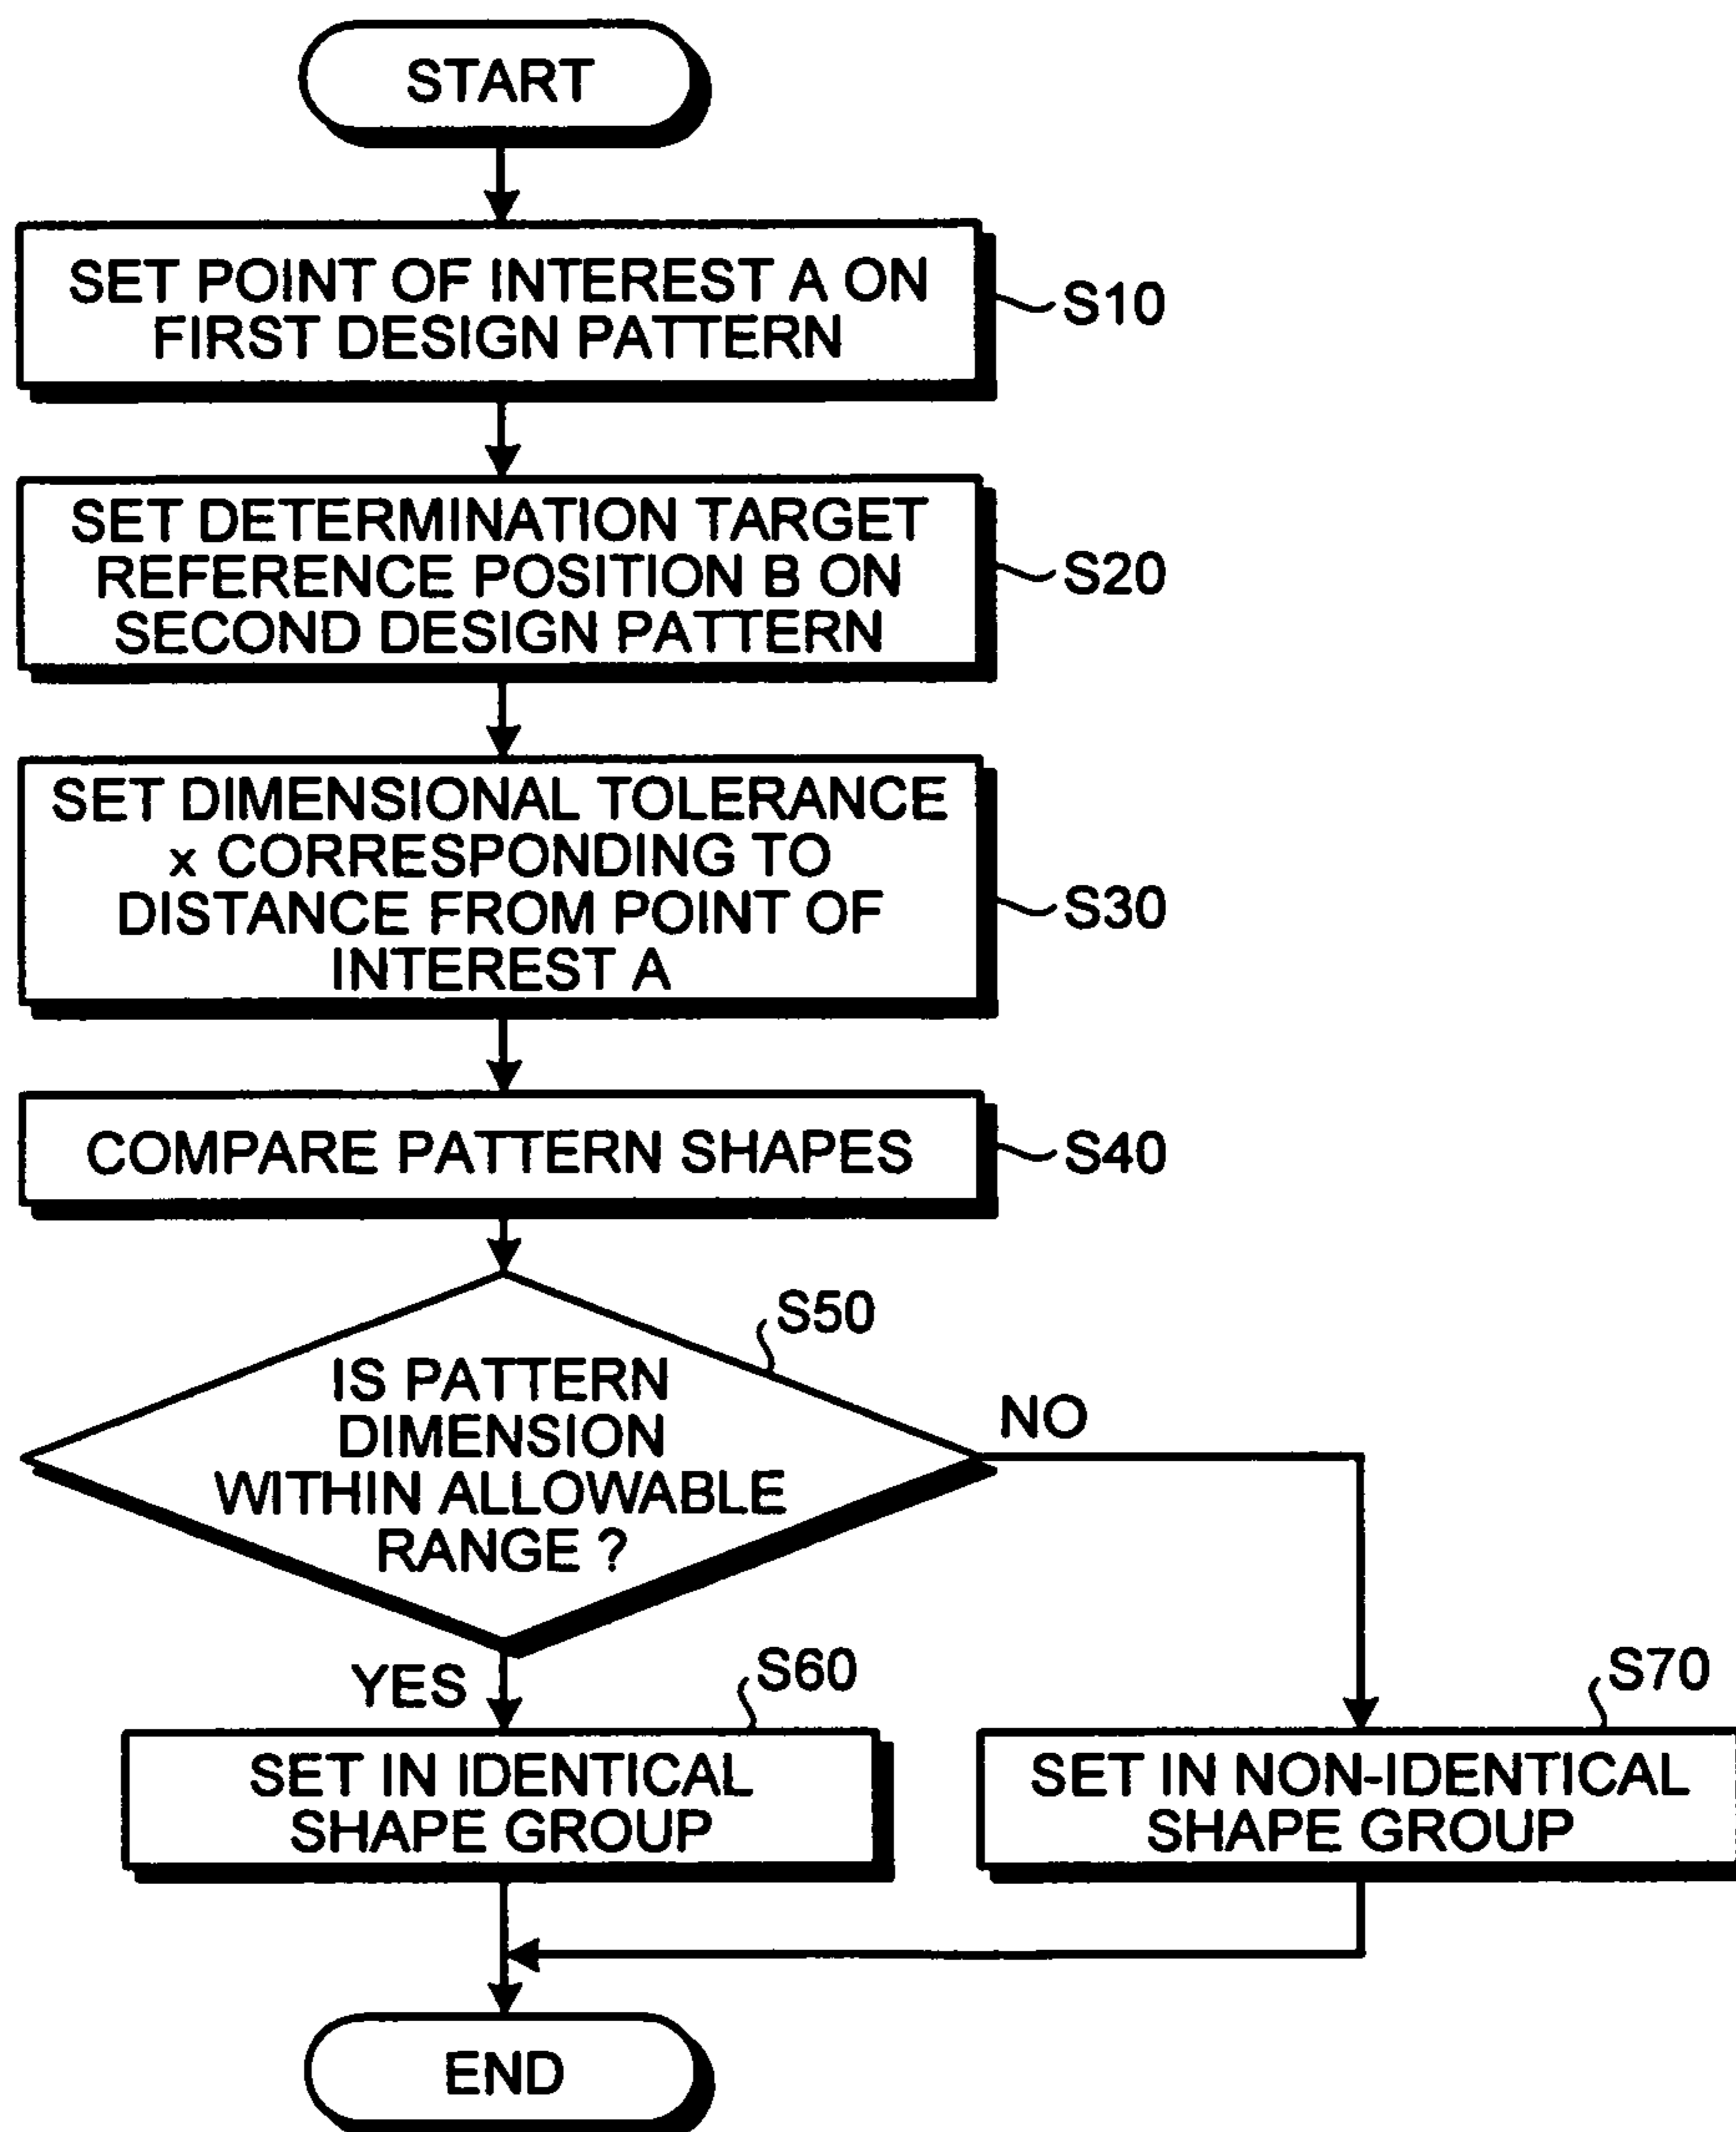 START
SET POINT OF INTEREST A ON
FIRST DESIGN PATTERN
S10
SET DETERMINATION TARGET
REFERENCE POSITION B ON
SECOND DESIGN PATTERN
S20
SET DIMENSIONAL TOLERANCE
x CORRESPONDING TO
DISTANCE FROM POINT OF
INTEREST A
S30
COMPARE PATTERN SHAPES
S40
S50
IS PATTERN
DIMENSION
WITHIN ALLOWABLE
RANGE ?
NO
YES
S60
S70
SET IN IDENTICAL
SHAPE GROUP
SET IN NON-IDENTICAL
SHAPE GROUP
END